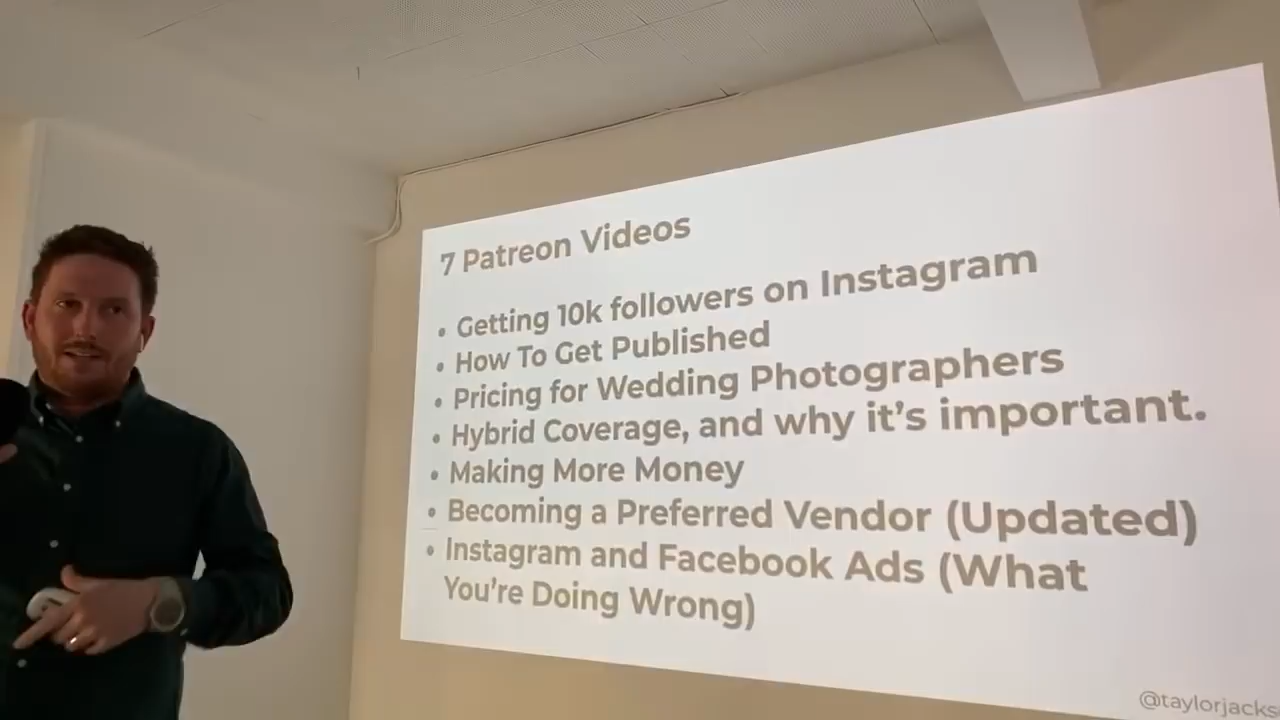 7 Patreon Videos
• Getting 10k followers on Instagram
• How To Get Published
• Pricing for Wedding Photographers
• Hybrid Coverage, and why it's important.
• Making More Money
• Becoming a Preferred Vendor (Updated)
• Instagram and Facebook Ads (What
You're Doing Wrong)
@taylorjacks